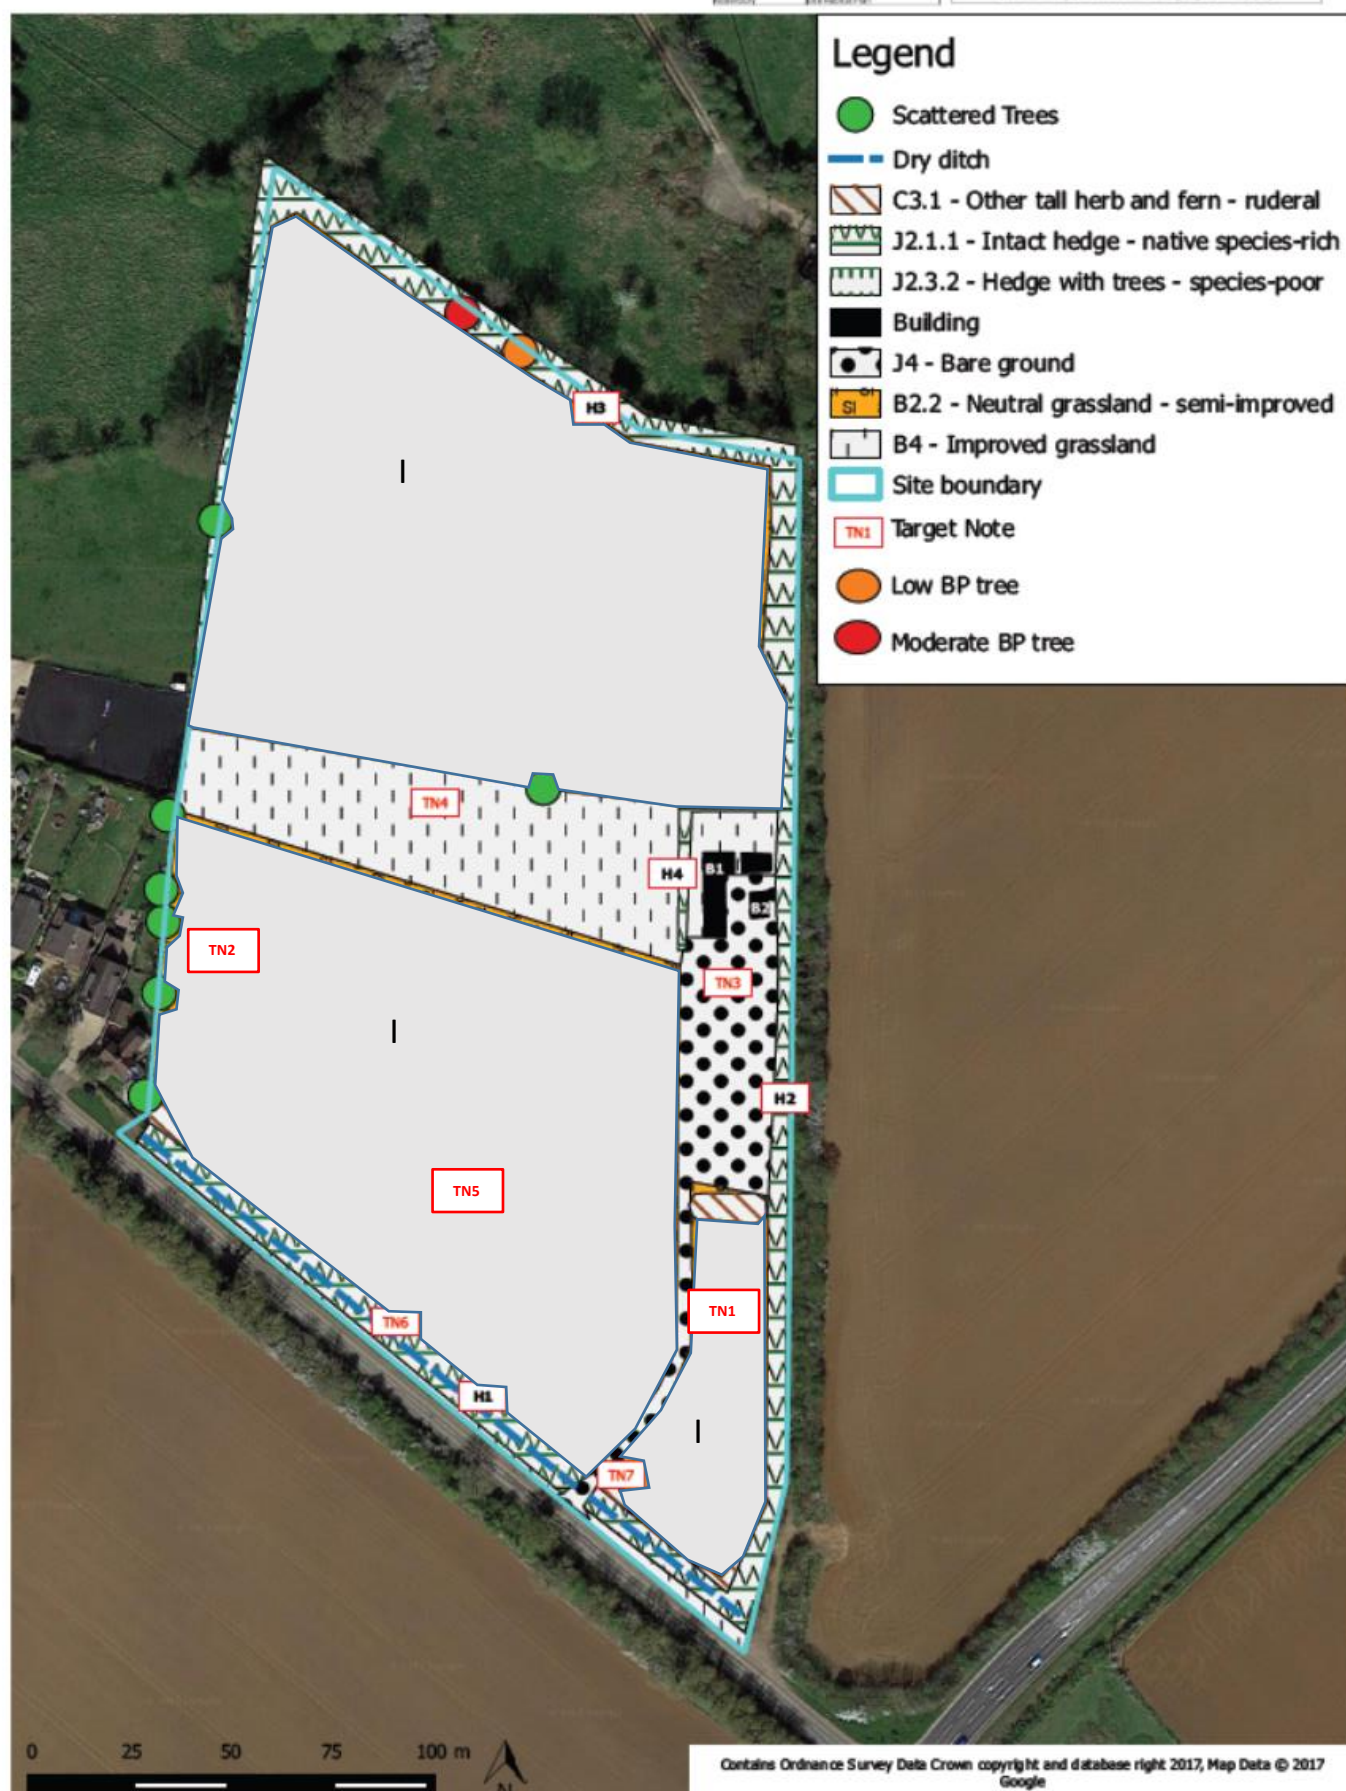 Legend
Scattered Trees
Dry ditch
C3.1 - Other tall herb and fern - ruderal
J2.1.1 - Intact hedge - native species-rich
J2.3.2 - Hedge with trees - species-poor
Building
J4 - Bare ground
SI
B2.2 - Neutral grassland - semi-improved
B4 - Improved grassland
Site boundary
TN1
Target Note
Low BP tree
Moderate BP tree
H3
I
TN4
H4
B1
B2
TN2
TN3
I
H2
TN5
TN1
TN6
H1
I
TN7
0 25 50 75 100 m
N
Contains Ordnance Survey Data Crown copyright and database right 2017, Map Data © 2017
Google